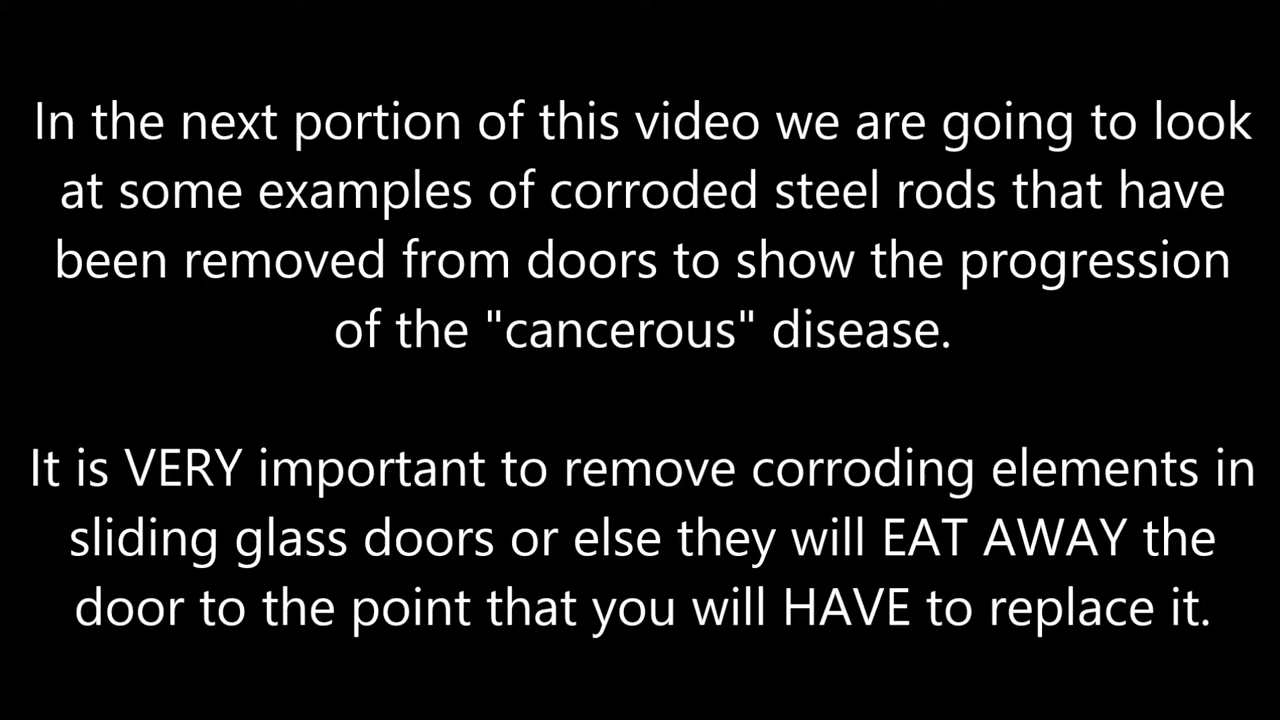 In the next portion of this video we are going to look
at some examples of corroded steel rods that have
been removed from doors to show the progression
of the "cancerous" disease.
It is VERY important to remove corroding elements in
sliding glass doors or else they will EAT AWAY the
door to the point that you will HAVE to replace it.